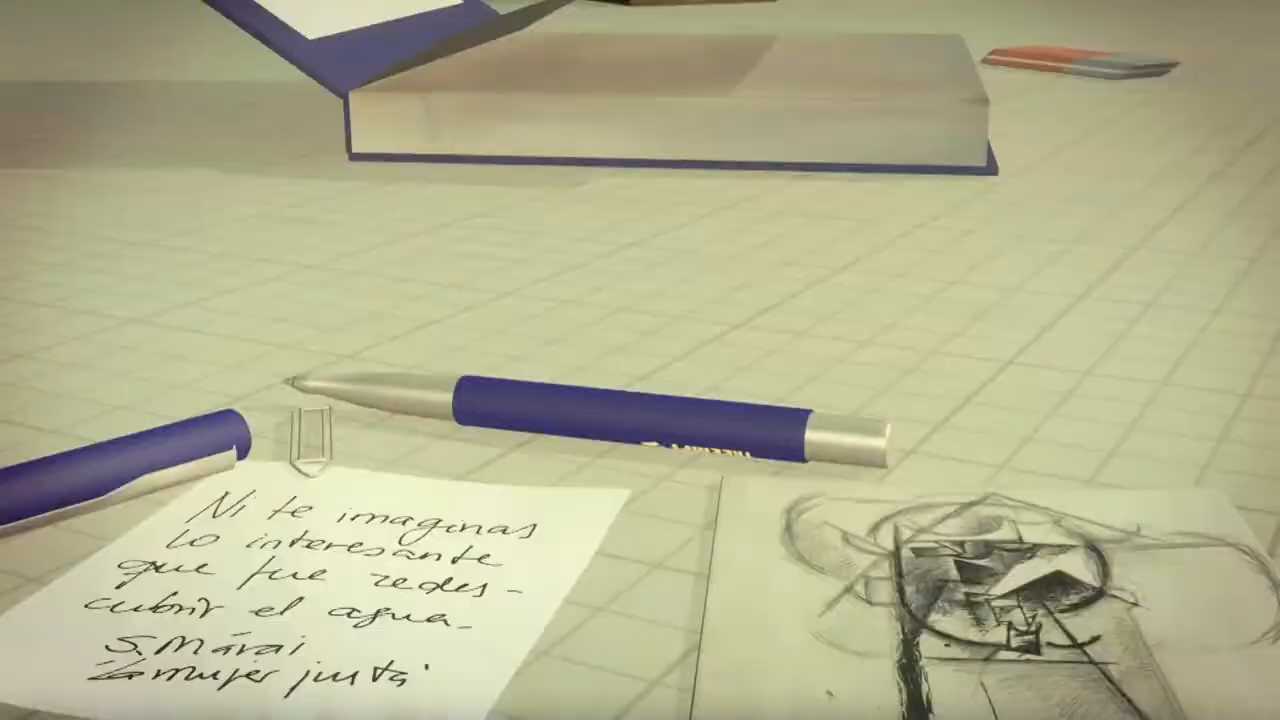 Ni te imaginas
lo interesante
que fue redes-
cubrir el agua.
S. Márai
"La mujer justa"